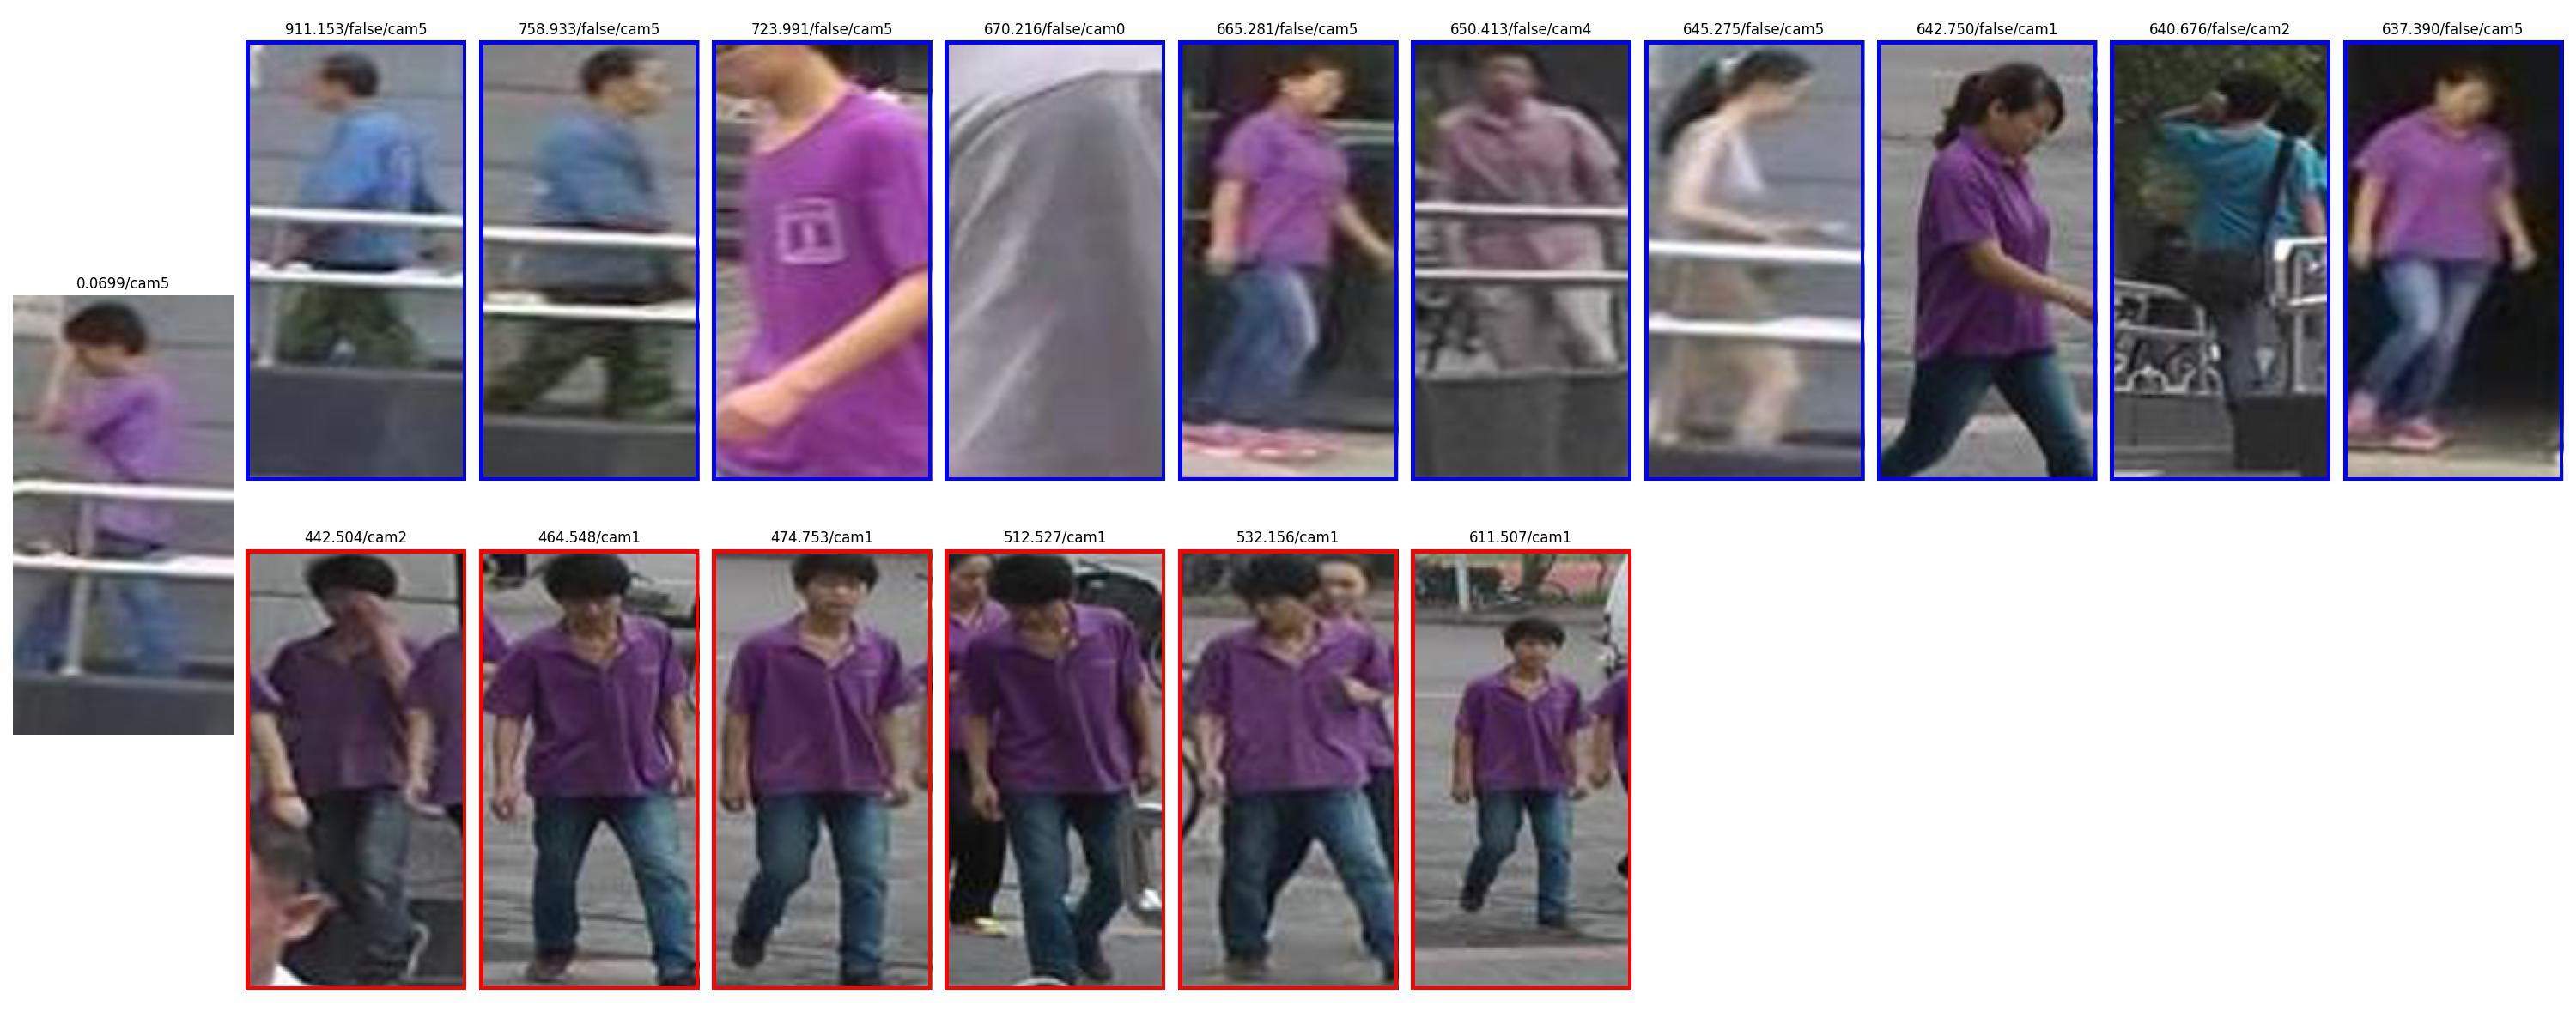 911.153/false/cam5
758.933/false/cam5
723.991/false/cam5
670.216/false/cam0
665.281/false/cam5
650.413/false/cam4
645.275/false/cam5
642.750/false/cam1
640.676/false/cam2
637.390/false/cam5
0.0699/cam5
442.504/cam2
464.548/cam1
474.753/cam1
512.527/cam1
532.156/cam1
611.507/cam1